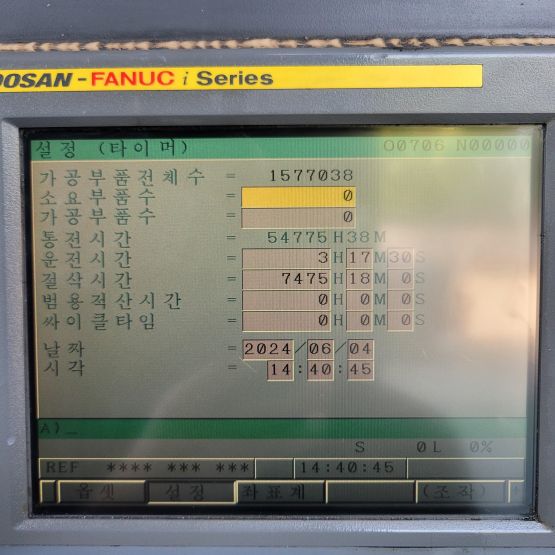 DOOSAN-FANUC i Series
설정 (타이머) O0706 N00000
가공부품전체수 = 1577038
소요부품수 = 0
가공부품수 = 0
통전시간 = 54775H38M
운전시간 = 3H17M30S
절삭시간 = 7475H18M 0S
범용적산시간 = 0H 0M 0S
싸이클타임 = 0H 0M 0S
날짜 = 2024/06/04
시각 = 14:40:45
A)_
S 0L 0%
REF **** *** *** 14:40:45
옵셋 설정 좌표계 (조작)